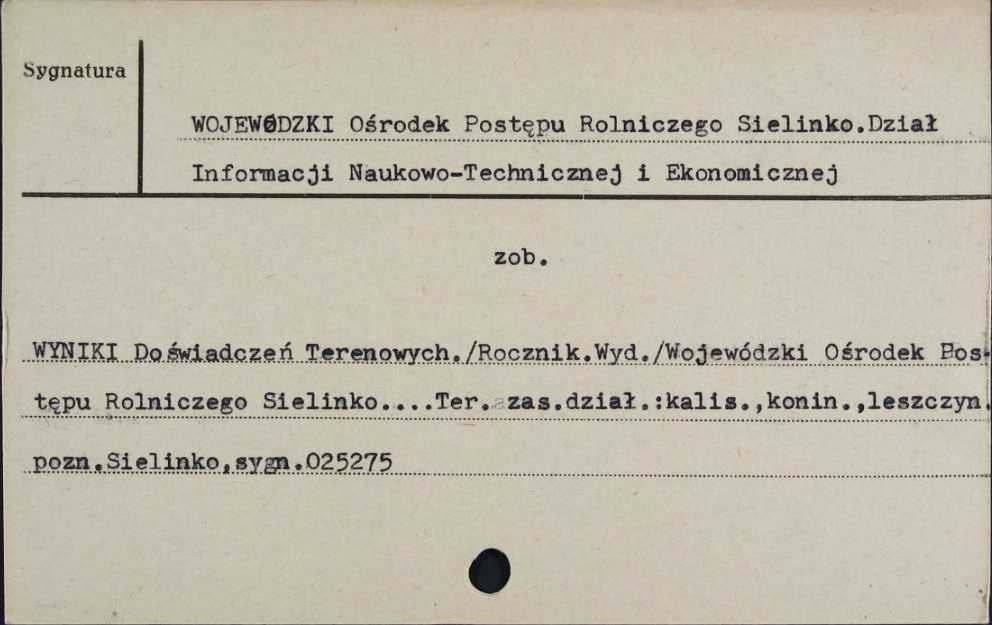 Sygnatura
WOJEWÓDZKI Ośrodek Postępu Rolniczego Sielinko.Dział
Informacji Naukowo-Technicznej i Ekonomicznej
zob.
WYNIKI Doświadczeń Terenowych./Rocznik.Wyd./Wojewódzki Ośrodek Pos-
tępu Rolniczego Sielinko....Ter. zas.dział.:kalis.,konin.,leszczyn.
pozn.Sielinko,sygn.025275